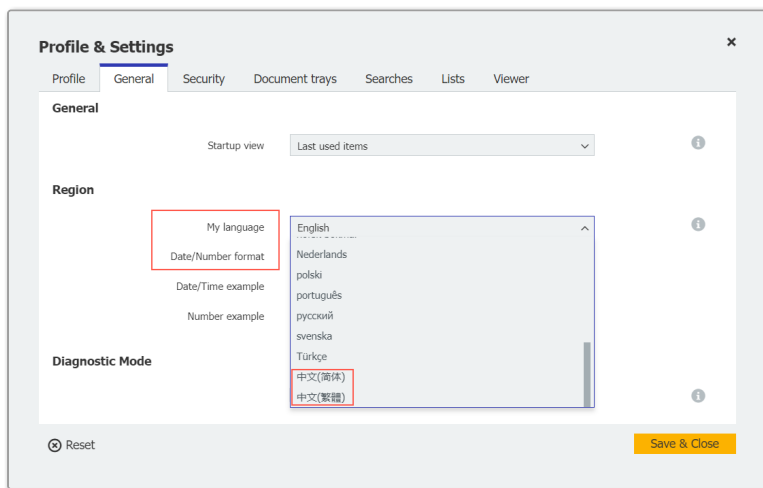 Profile & Settings
Profile General Security Document trays Searches Lists Viewer
General
Startup view Last used items
Region
My language English
Date/Number format
Nederlands
polski
Date/Time example
português
Number example
русский
svenska
Türkçe
Diagnostic Mode
中文(简体)
中文(繁體)
Reset
Save & Close